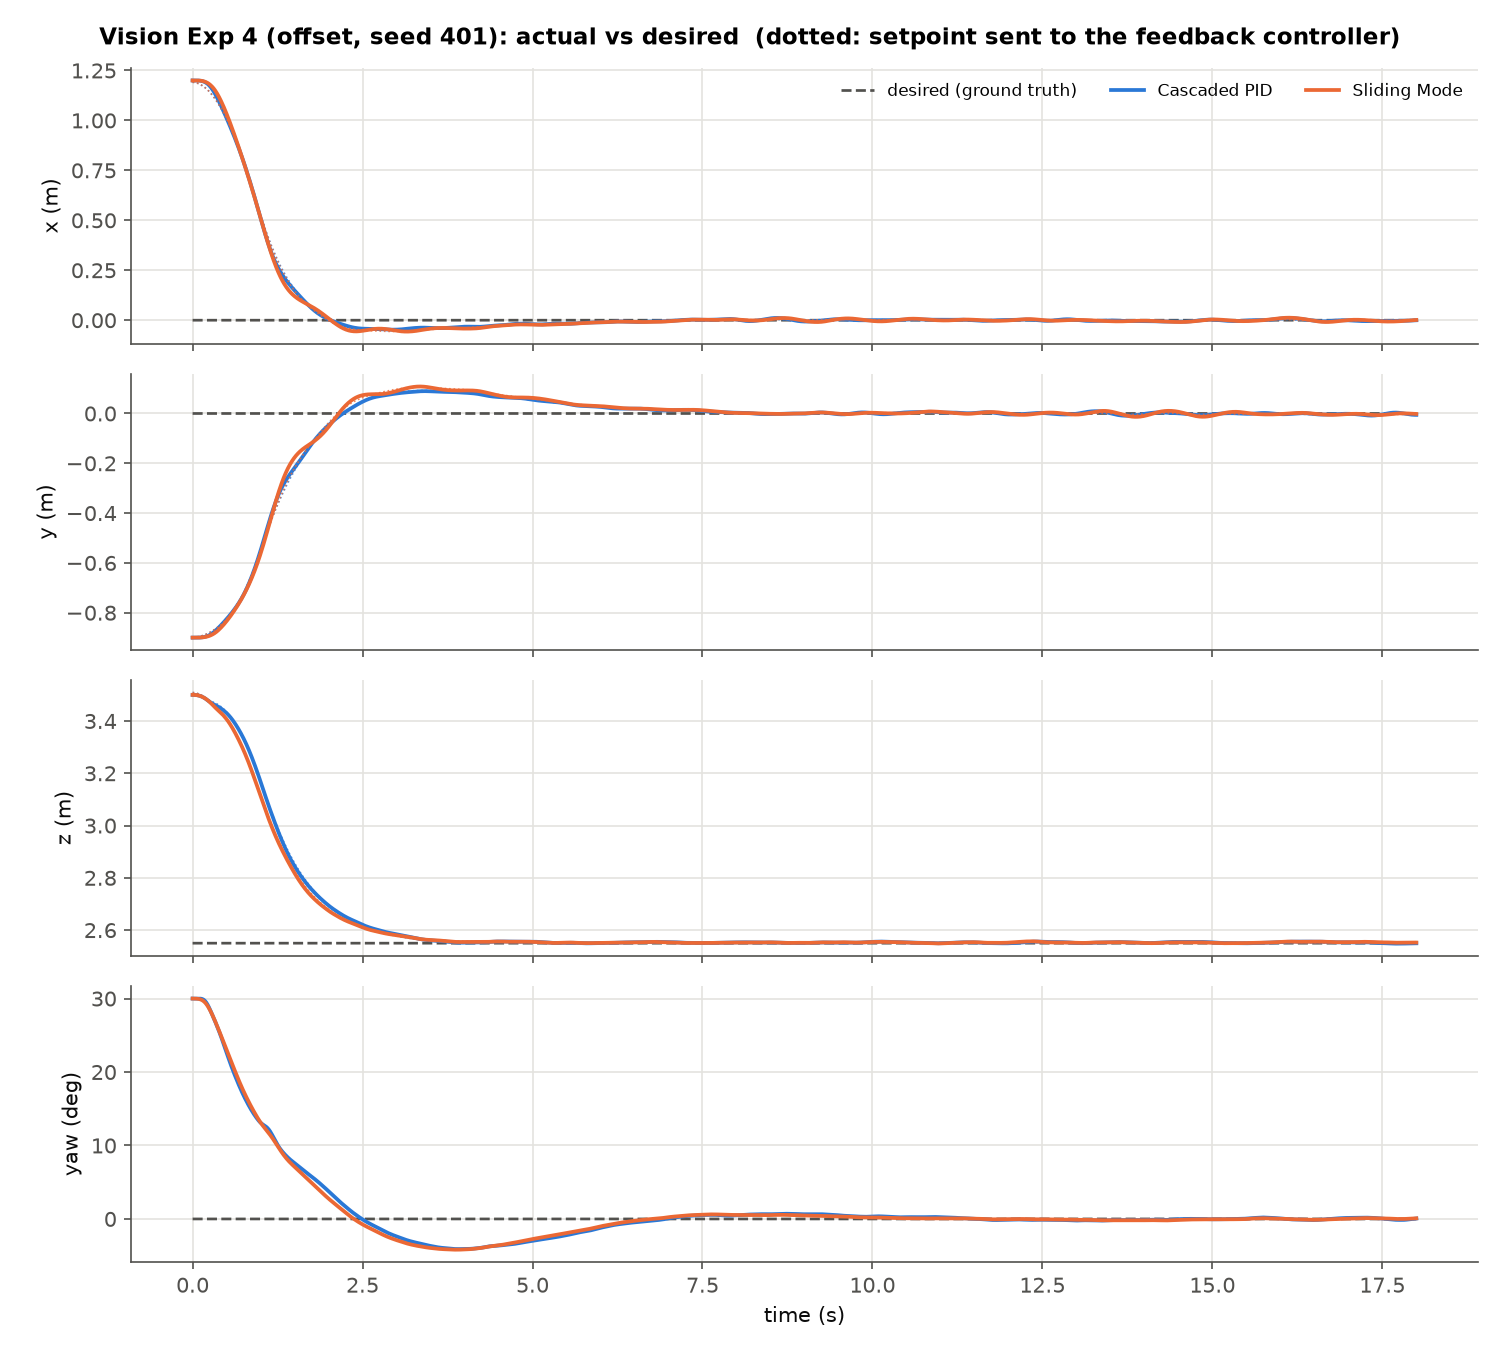 Vision Exp 4 (offset, seed 401): actual vs desired  (dotted: setpoint sent to the feedback controller)
desired (ground truth)
Cascaded PID
Sliding Mode
x (m)
1.25
1.00
0.75
0.50
0.25
0.00
y (m)
0.0
−0.2
−0.4
−0.6
−0.8
z (m)
3.4
3.2
3.0
2.8
2.6
yaw (deg)
30
20
10
0
0.0 2.5 5.0 7.5 10.0 12.5 15.0 17.5
time (s)